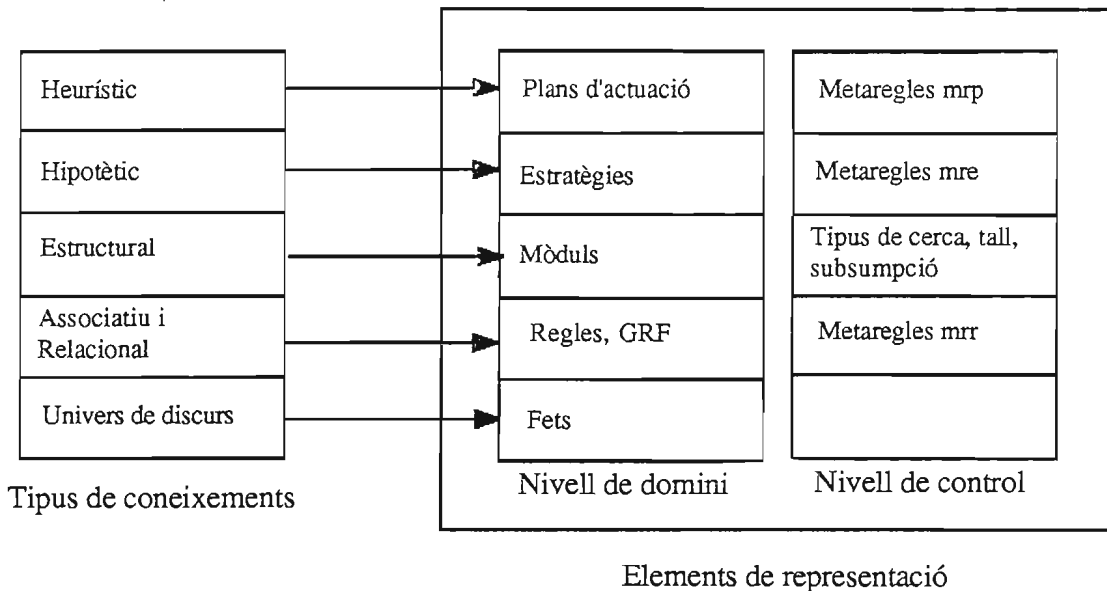 Heurístic
Plans d'actuació
Metaregles mrp
Hipotètic
Estratègies
Metaregles mre
Estructural
Mòduls
Tipus de cerca, tall,
subsumpció
Associatiu i
Relacional
Regles, GRF
Metaregles mrr
Univers de discurs
Fets
Tipus de coneixements
Nivell de domini
Nivell de control
Elements de representació